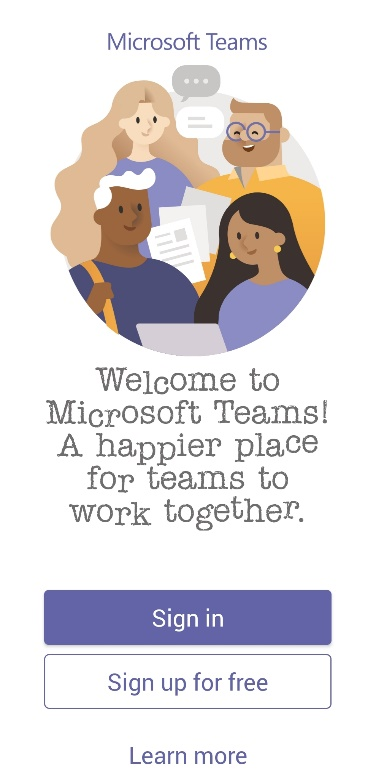 Microsoft Teams
Welcome to
Microsoft Teams!
A happier place
for teams to
work together.
Sign in
Sign up for free
Learn more